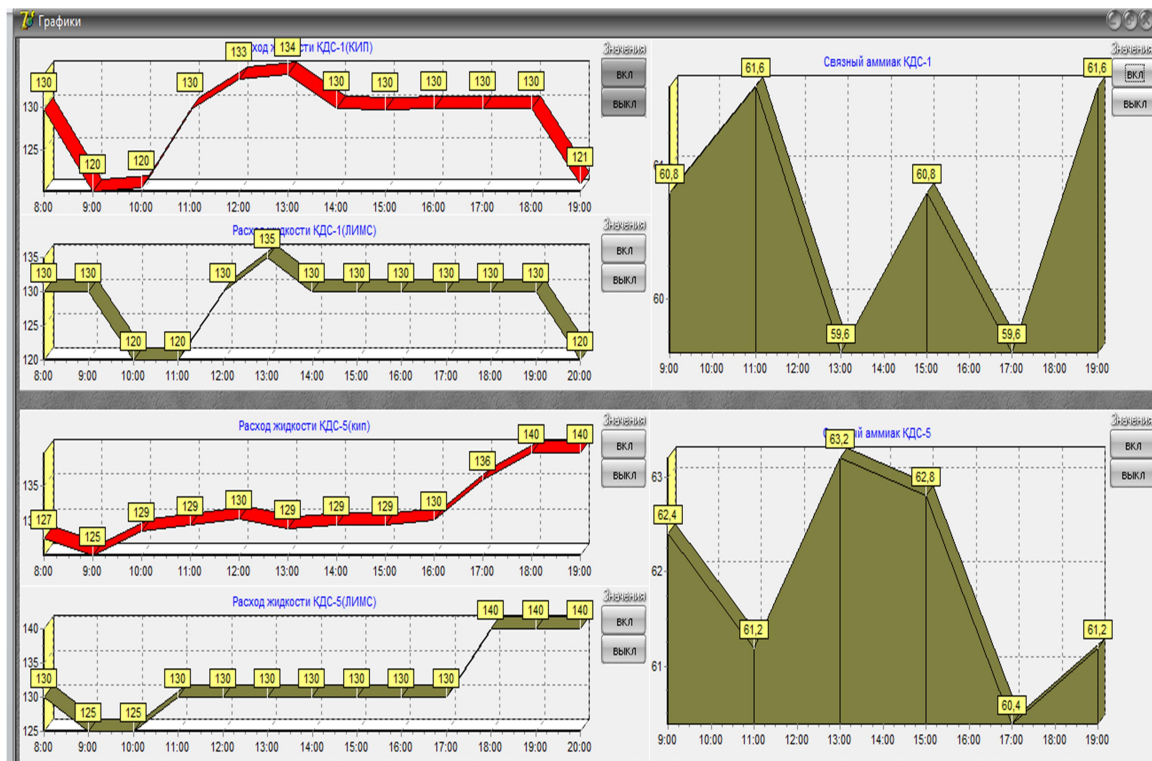 Графики
ход жидкости КДС-1(КИП)
Значения
вкл
выкл
130 120 120 130 133 134 130 130 130 130 130 121
130
125
8:00 9:00 10:00 11:00 12:00 13:00 14:00 15:00 16:00 17:00 18:00 19:00
Расход жидкости КДС-1(ЛИМС)
Значения
вкл
выкл
130 130 120 120 130 135 130 130 130 130 130 130 120
135
130
125
120
8:00 9:00 10:00 11:00 12:00 13:00 14:00 15:00 16:00 17:00 18:00 19:00 20:00
Связный аммиак КДС-1
Значения
вкл
выкл
60,8 61,6 59,6 60,8 59,6 61,6
61
60
9:00 10:00 11:00 12:00 13:00 14:00 15:00 16:00 17:00 18:00 19:00
Расход жидкости КДС-5(кип)
Значения
вкл
выкл
127 125 129 129 130 129 129 129 130 136 140 140
135
8:00 9:00 10:00 11:00 12:00 13:00 14:00 15:00 16:00 17:00 18:00 19:00
Расход жидкости КДС-5(ЛИМС)
Значения
вкл
выкл
130 125 125 130 130 130 130 130 130 130 140 140 140
140
135
130
125
8:00 9:00 10:00 11:00 12:00 13:00 14:00 15:00 16:00 17:00 18:00 19:00 20:00
аммиак КДС-5
Значения
вкл
выкл
62,4 61,2 63,2 62,8 60,4 61,2
63
62
61
9:00 10:00 11:00 12:00 13:00 14:00 15:00 16:00 17:00 18:00 19:00